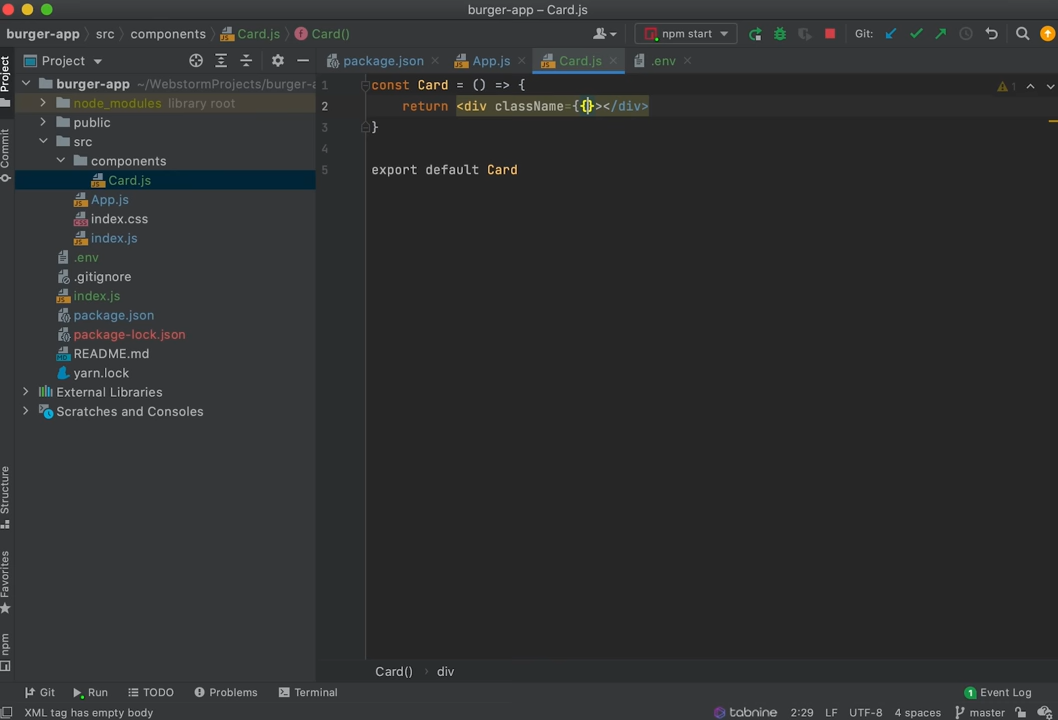 burger-app – Card.js
burger-app src components Card.js Card()
npm start
Git:
Project
package.json
App.js
Card.js
.env
burger-app ~/WebstormProjects/burger-a
node_modules library root
public
src
components
Card.js
App.js
index.css
index.js
.env
.gitignore
index.js
package.json
package-lock.json
README.md
yarn.lock
External Libraries
Scratches and Consoles
Project
Commit
Structure
Favorites
npm
1 const Card = () => {
2 return <div className={{}></div>
3 }
4
5 export default Card
1
Card() div
Git
Run
TODO
Problems
Terminal
1 Event Log
XML tag has empty body
tabnine
2:29
LF
UTF-8
4 spaces
master